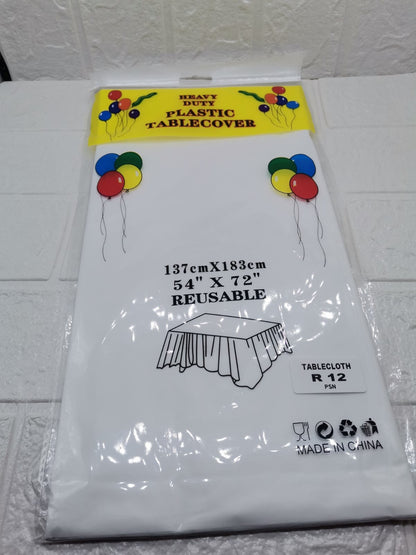 HEAVY
DUTY
PLASTIC
TABLECOVER
137cmX183cm
54" X 72"
REUSABLE
TABLECLOTH
R 12
PSN
MADE IN CHINA